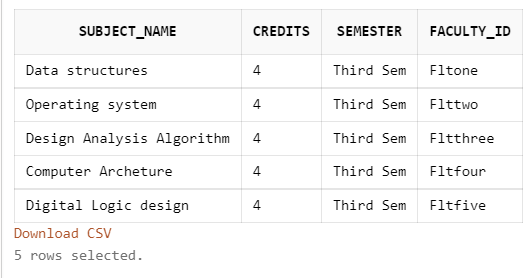 SUBJECT_NAME CREDITS SEMESTER FACULTY_ID
Data structures 4 Third Sem Fltone
Operating system 4 Third Sem Flttwo
Design Analysis Algorithm 4 Third Sem Fltthree
Computer Archeture 4 Third Sem Fltfour
Digital Logic design 4 Third Sem Fltfive
Download CSV
5 rows selected.